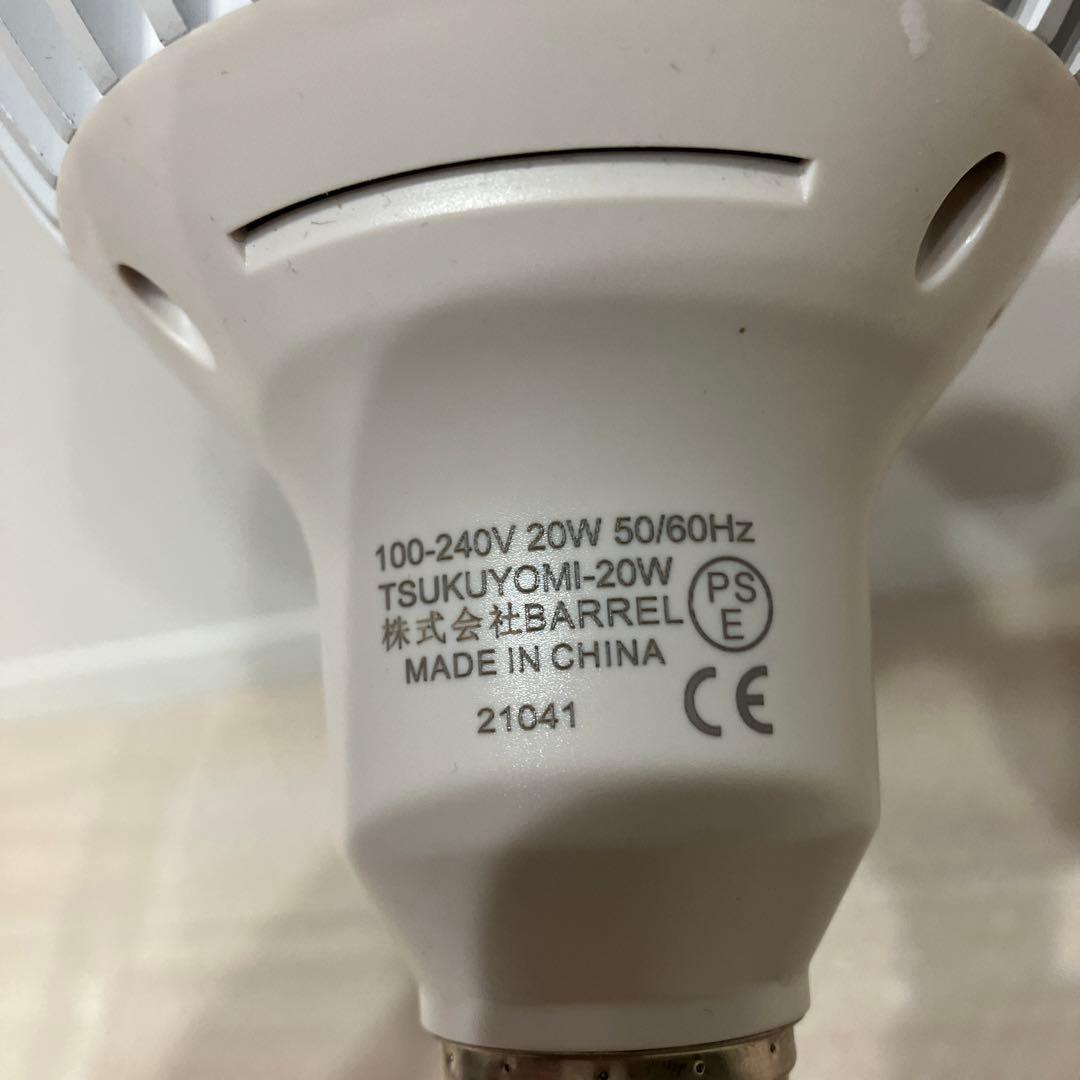 100-240V 20W 50/60Hz
TSUKUYOMI-20W
株式会社BARREL
PS
E
MADE IN CHINA
21041
CE